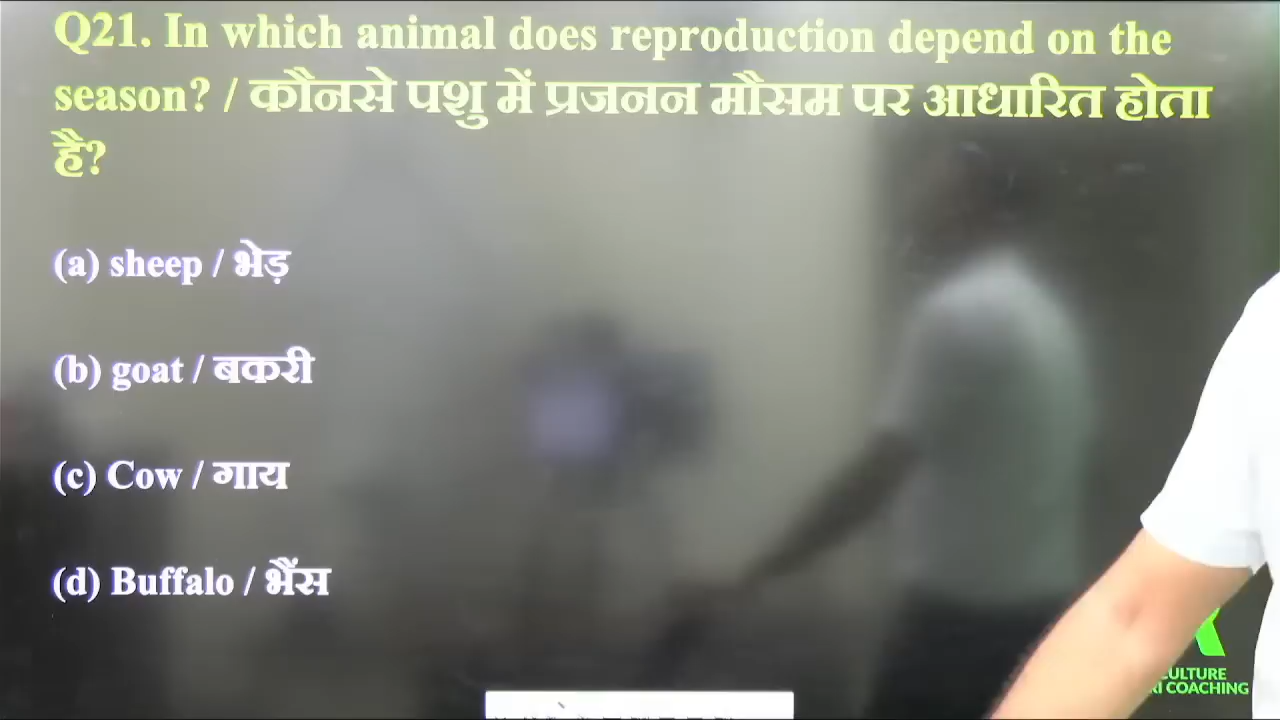 Q21. In which animal does reproduction depend on the
season? / कौनसे पशु में प्रजनन मौसम पर आधारित होता
है?
(a) sheep / भेड़
(b) goat / बकरी
(c) Cow / गाय
(d) Buffalo / भैंस
COACHING